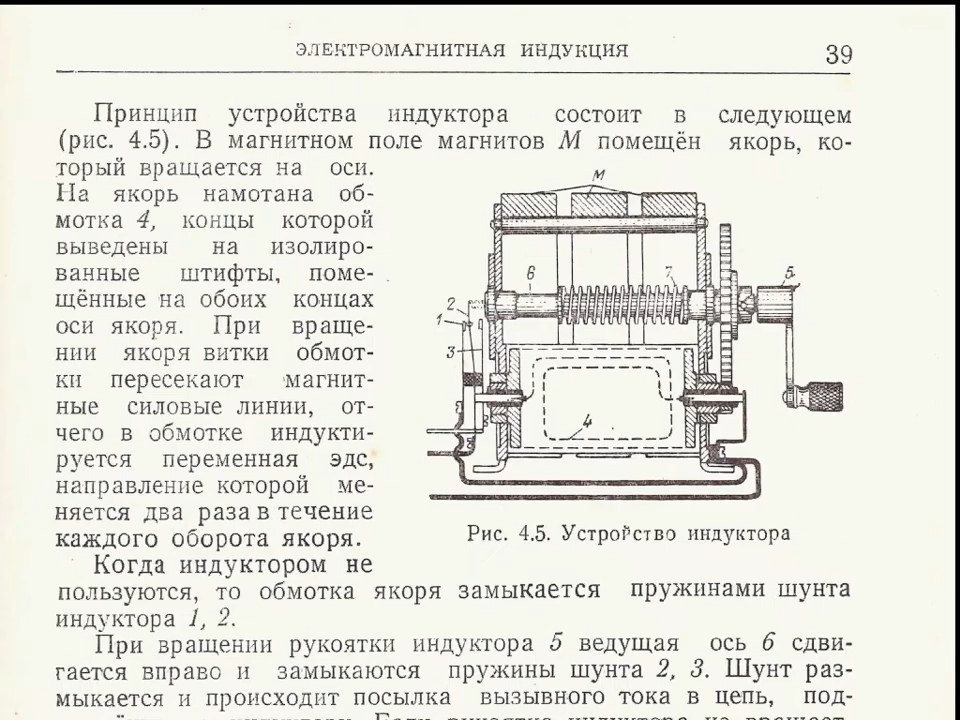 ЭЛЕКТРОМАГНИТНАЯ ИНДУКЦИЯ 39
Принцип устройства индуктора состоит в следующем
(рис. 4.5). В магнитном поле магнитов М помещён якорь, ко-
торый вращается на оси.
На якорь намотана об-
мотка 4, концы которой
выведены на изолиро-
ванные штифты, поме-
щённые на обоих концах
оси якоря. При враще-
нии якоря витки обмот-
ки пересекают магнит-
ные силовые линии, от-
чего в обмотке индукти-
руется переменная эдс,
направление которой ме-
няется два раза в течение
каждого оборота якоря.
М
6
7
5
2
1
3
4
Рис. 4.5. Устройство индуктора
Когда индуктором не
пользуются, то обмотка якоря замыкается пружинами шунта
индуктора 1, 2.
При вращении рукоятки индуктора 5 ведущая ось 6 сдви-
гается вправо и замыкаются пружины шунта 2, 3. Шунт раз-
мыкается и происходит посылка вызывного тока в цепь, под-